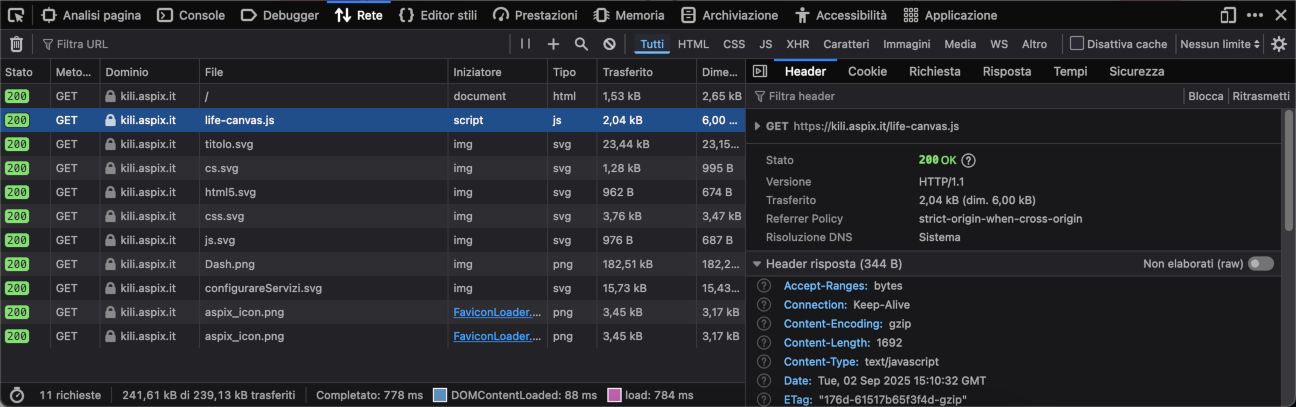 Analisi pagina Console Debugger Rete Editor stili Prestazioni Memoria Archiviazione Accessibilità Applicazione
Filtra URL Tutti HTML CSS JS XHR Caratteri Immagini Media WS Altro Disattiva cache Nessun limite
Stato Meto... Dominio File Iniziatore Tipo Trasferito Dime...
200 GET kili.aspix.it / document html 1,53 kB 2,65 kB
200 GET kili.aspix.it life-canvas.js script js 2,04 kB 6,00 ...
200 GET kili.aspix.it titolo.svg img svg 23,44 kB 23,15...
200 GET kili.aspix.it cs.svg img svg 1,28 kB 995 B
200 GET kili.aspix.it html5.svg img svg 962 B 674 B
200 GET kili.aspix.it css.svg img svg 3,76 kB 3,47 kB
200 GET kili.aspix.it js.svg img svg 976 B 687 B
200 GET kili.aspix.it Dash.png img png 182,51 kB 182,2...
200 GET kili.aspix.it configurareServizi.svg img svg 15,73 kB 15,43...
200 GET kili.aspix.it aspix_icon.png FaviconLoader.... png 3,45 kB 3,17 kB
200 GET kili.aspix.it aspix_icon.png FaviconLoader.... png 3,45 kB 3,17 kB
11 richieste 241,61 kB di 239,13 kB trasferiti Completato: 778 ms DOMContentLoaded: 88 ms load: 784 ms
Header Cookie Richiesta Risposta Tempi Sicurezza
Filtra header Blocca Ritrasmetti
GET https://kili.aspix.it/life-canvas.js
Stato 200 OK ?
Versione HTTP/1.1
Trasferito 2,04 kB (dim. 6,00 kB)
Referrer Policy strict-origin-when-cross-origin
Risoluzione DNS Sistema
Header risposta (344 B) Non elaborati (raw)
? Accept-Ranges: bytes
? Connection: Keep-Alive
? Content-Encoding: gzip
? Content-Length: 1692
? Content-Type: text/javascript
? Date: Tue, 02 Sep 2025 15:10:32 GMT
? ETag: "176d-61517b65f3f4d-gzip"